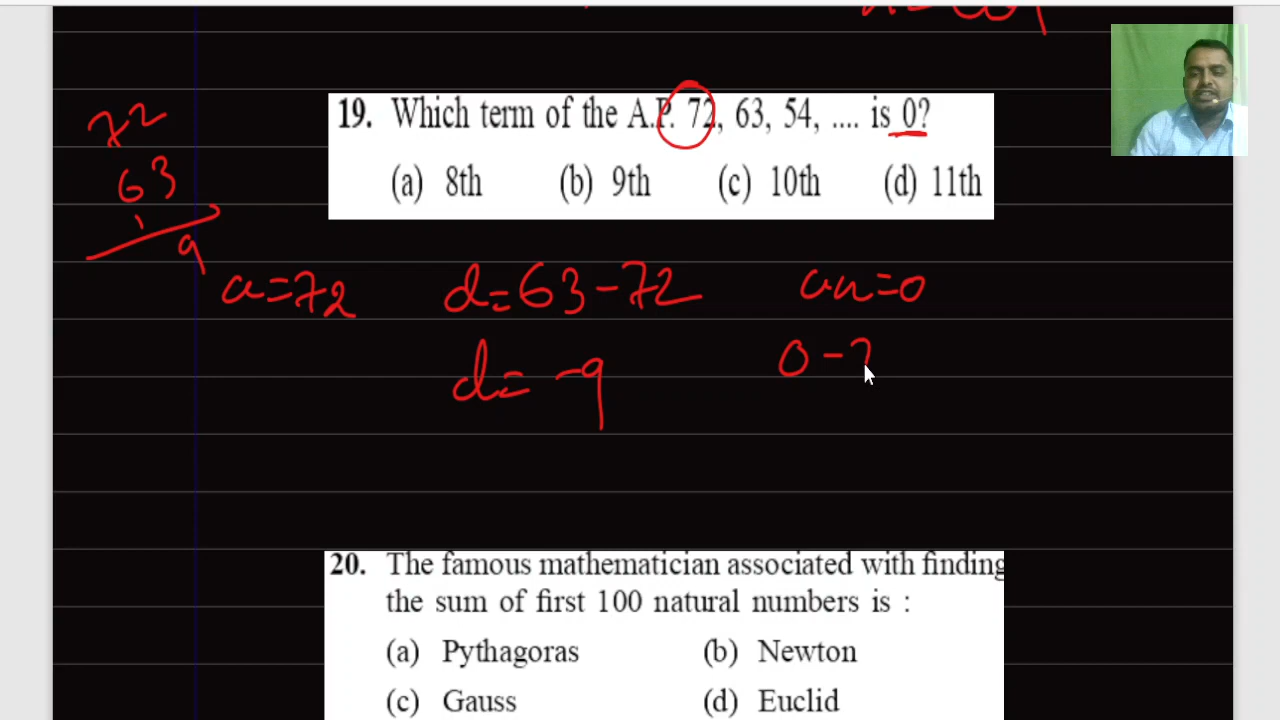 19. Which term of the A.P. 72, 63, 54, .... is 0?
(a) 8th (b) 9th (c) 10th (d) 11th
72
63
1
9
a=72 d=63-72 an=0
d=-9 0-7
20. The famous mathematician associated with finding
the sum of first 100 natural numbers is :
(a) Pythagoras (b) Newton
(c) Gauss (d) Euclid